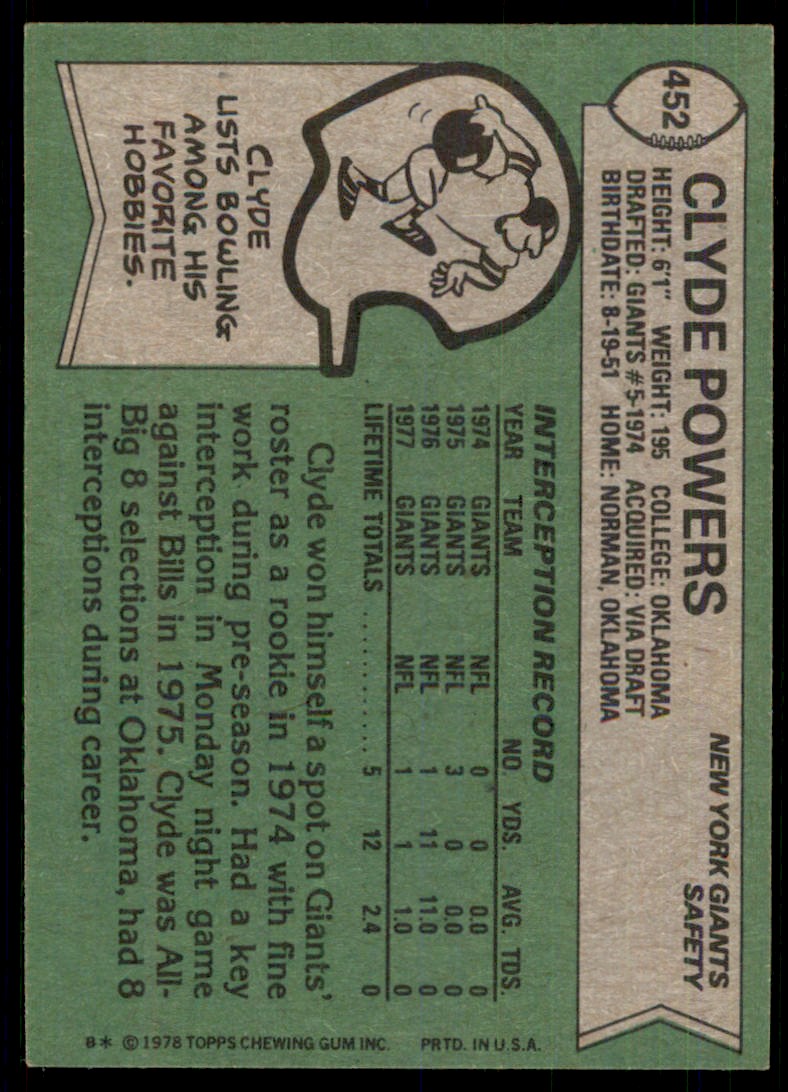 452
CLYDE POWERS
NEW YORK GIANTS
SAFETY
HEIGHT: 6'1" WEIGHT: 195 COLLEGE: OKLAHOMA
DRAFTED: GIANTS #5-1974 ACQUIRED: VIA DRAFT
BIRTHDATE: 8-19-51 HOME: NORMAN, OKLAHOMA
CLYDE
LISTS BOWLING
AMONG HIS
FAVORITE
HOBBIES.
INTERCEPTION RECORD
YEAR TEAM NO. YDS. AVG. TDS.
1974 GIANTS NFL 0 0 0.0 0
1975 GIANTS NFL 3 0 0.0 0
1976 GIANTS NFL 1 11 11.0 0
1977 GIANTS NFL 1 1 1.0 0
LIFETIME TOTALS .............. 5 12 2.4 0
Clyde won himself a spot on Giants'
roster as a rookie in 1974 with fine
work during pre-season. Had a key
interception in Monday night game
against Bills in 1975. Clyde was All-
Big 8 selections at Oklahoma, had 8
interceptions during career.
B* © 1978 TOPPS CHEWING GUM INC. PRTD. IN U.S.A.